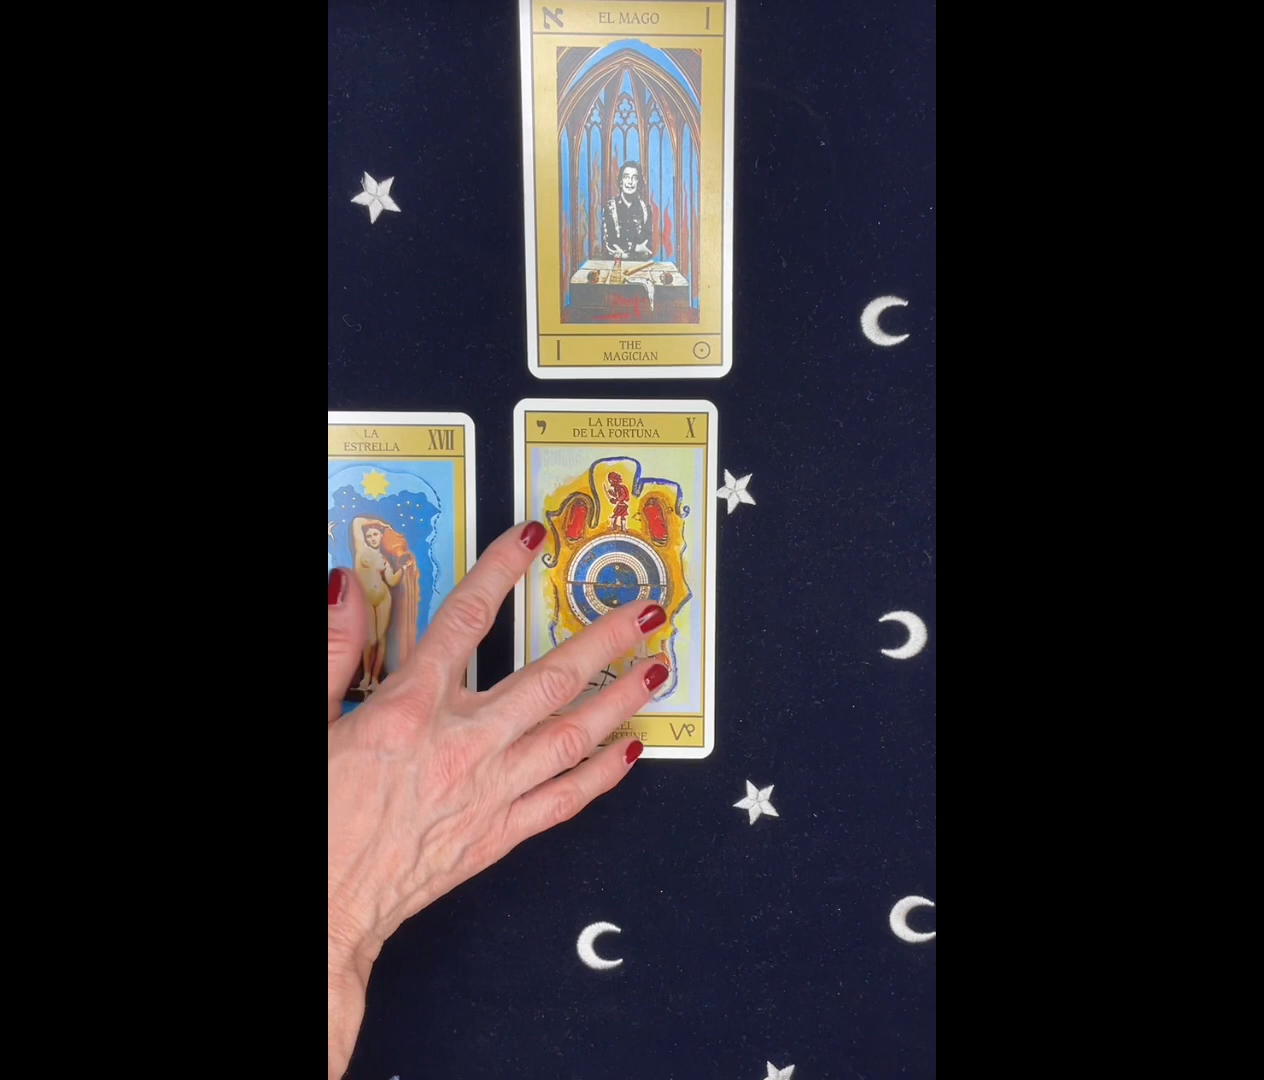 א EL MAGO I
I THE
MAGICIAN
LA
ESTRELLA XVII
י LA RUEDA
DE LA FORTUNA X